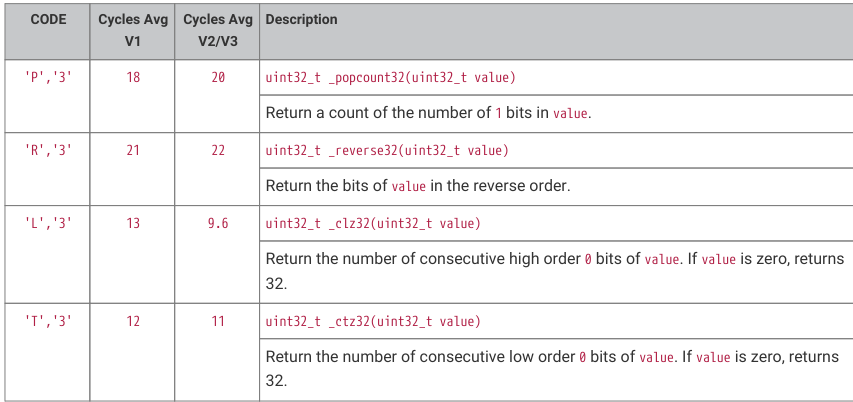 CODE Cycles Avg V1 Cycles Avg V2/V3 Description
'P','3' 18 20 uint32_t _popcount32(uint32_t value)
Return a count of the number of 1 bits in value.
'R','3' 21 22 uint32_t _reverse32(uint32_t value)
Return the bits of value in the reverse order.
'L','3' 13 9.6 uint32_t _clz32(uint32_t value)
Return the number of consecutive high order 0 bits of value. If value is zero, returns
32.
'T','3' 12 11 uint32_t _ctz32(uint32_t value)
Return the number of consecutive low order 0 bits of value. If value is zero, returns
32.